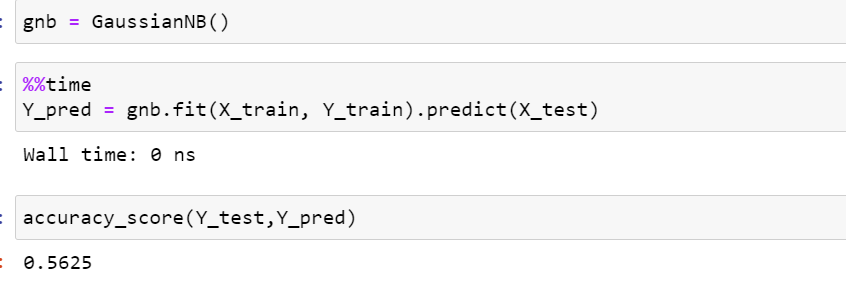 gnb = GaussianNB()
%%time
Y_pred = gnb.fit(X_train, Y_train).predict(X_test)
Wall time: 0 ns
accuracy_score(Y_test,Y_pred)
0.5625